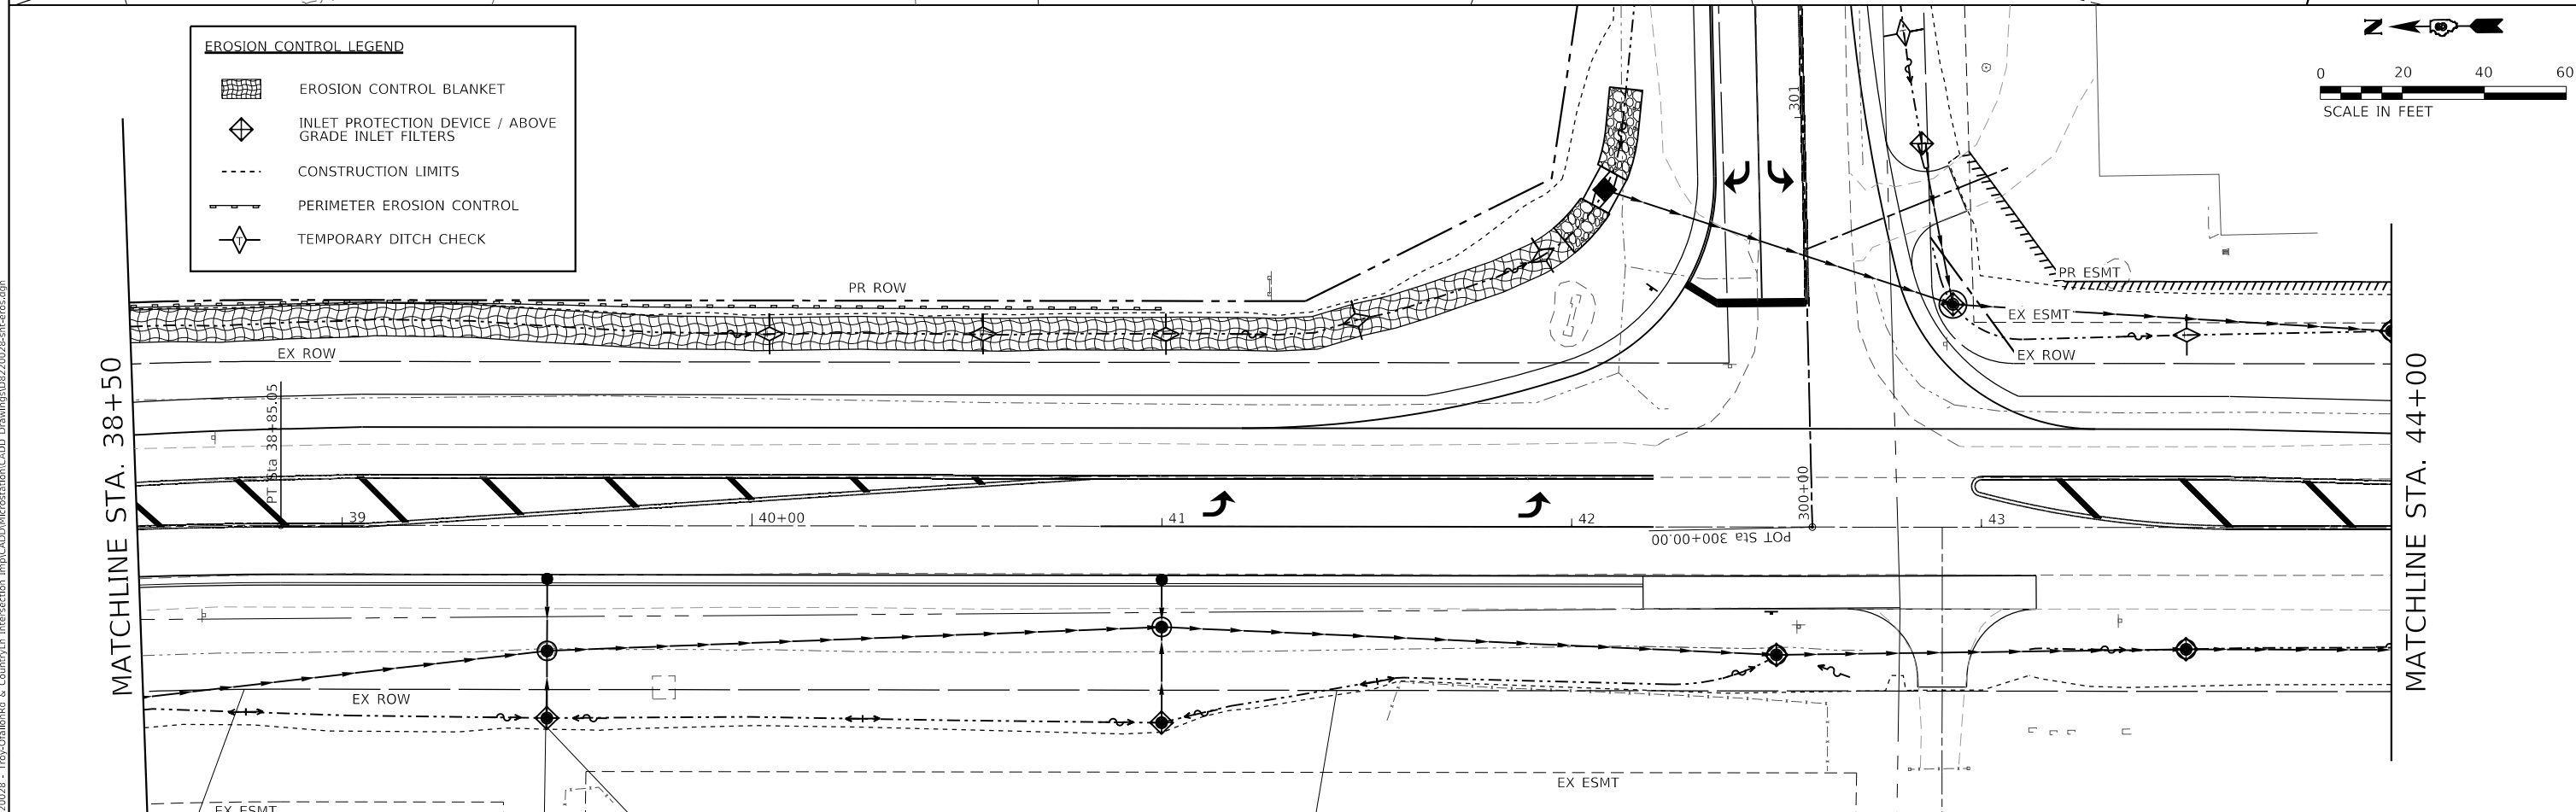 EROSION CONTROL LEGEND
EROSION CONTROL BLANKET
INLET PROTECTION DEVICE / ABOVE
GRADE INLET FILTERS
CONSTRUCTION LIMITS
PERIMETER EROSION CONTROL
TEMPORARY DITCH CHECK
N
0 20 40 60
SCALE IN FEET
301
PR ROW
PR ESMT
EX ESMT
EX ROW
EX ROW
MATCHLINE STA. 38+50
PT Sta 38+85.05
MATCHLINE STA. 44+00
39
40+00
41
42
43
300+00
POT Sta 300+00.00
EX ROW
EX ESMT
EX ESMT